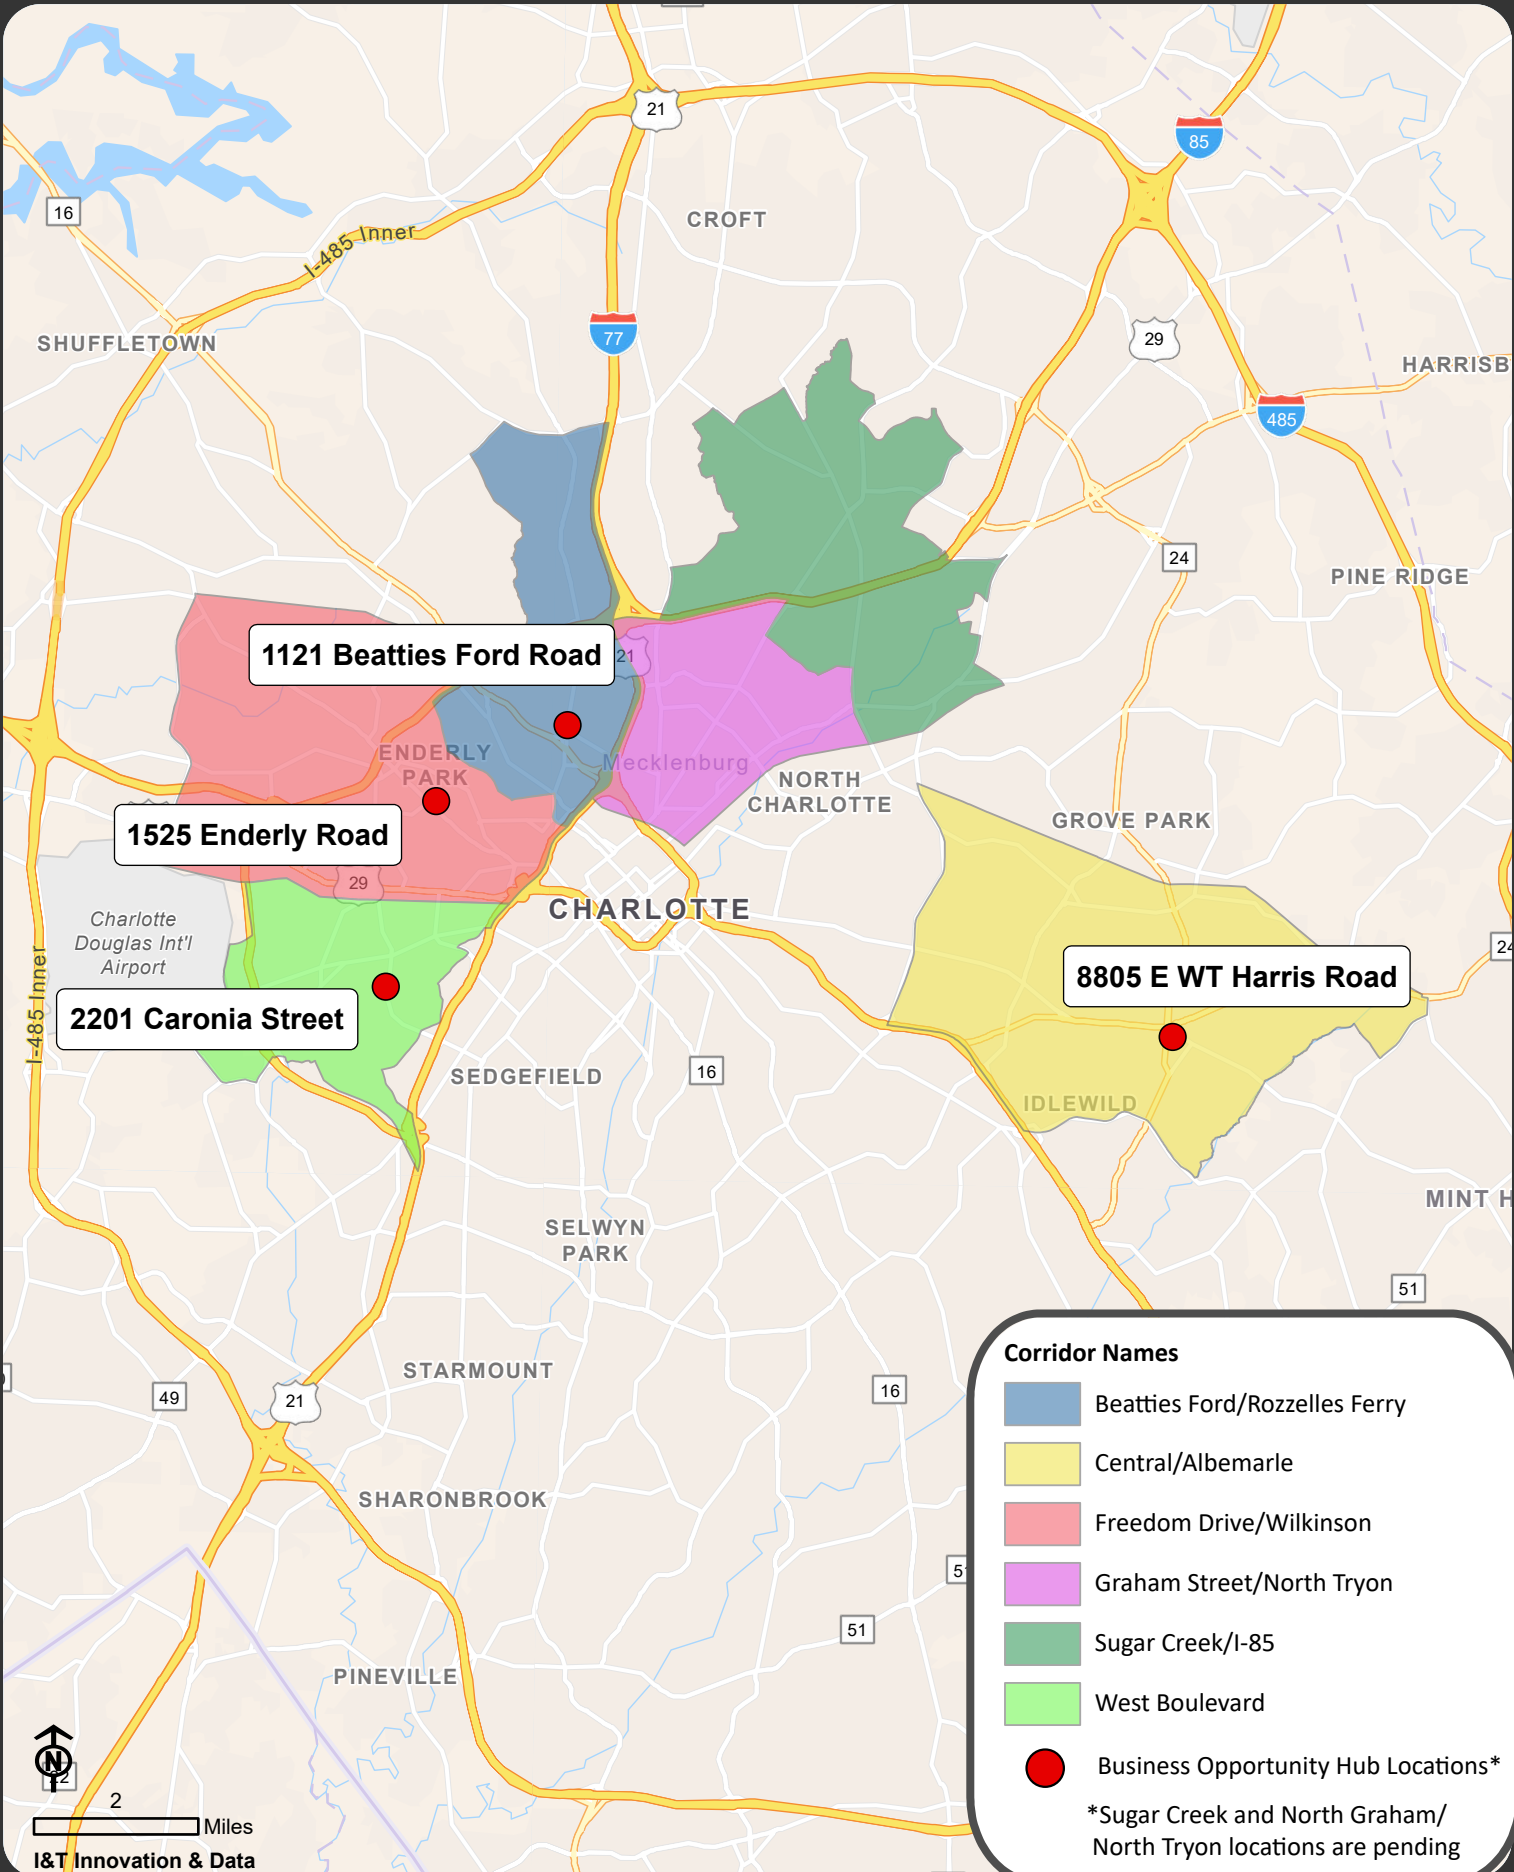 21
85
16
CROFT
I-485 Inner
77
29
SHUFFLETOWN
HARRISB
485
24
PINE RIDGE
1121 Beatties Ford Road
21
ENDERLY
PARK
Mecklenburg
NORTH
CHARLOTTE
GROVE PARK
1525 Enderly Road
29
CHARLOTTE
Charlotte
Douglas Int'l
Airport
24
8805 E WT Harris Road
I-485 Inner
2201 Caronia Street
SEDGEFIELD
16
IDLEWILD
MINT H
SELWYN
PARK
51
STARMOUNT
49
21
16
SHARONBROOK
51
51
PINEVILLE
Corridor Names
Beatties Ford/Rozzelles Ferry
Central/Albemarle
Freedom Drive/Wilkinson
Graham Street/North Tryon
Sugar Creek/I-85
West Boulevard
Business Opportunity Hub Locations*
*Sugar Creek and North Graham/
North Tryon locations are pending
N
2
Miles
I&T Innovation & Data